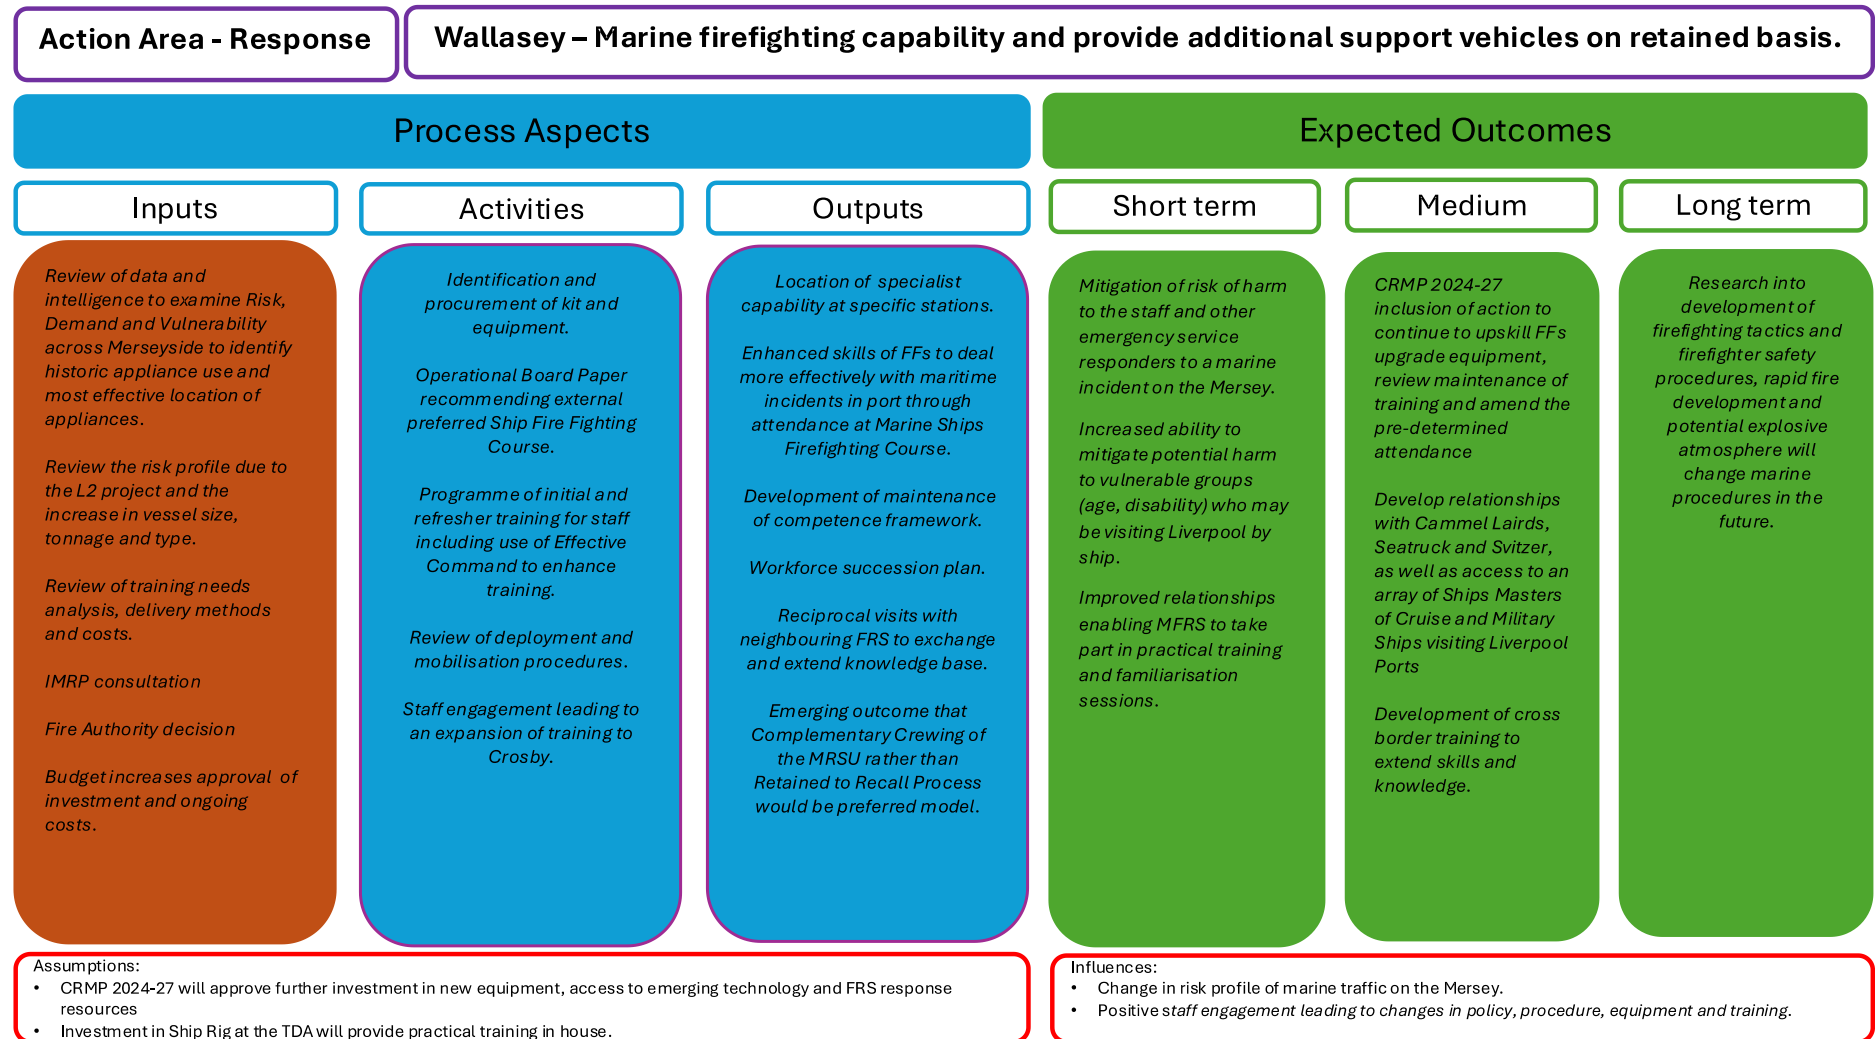 Action Area - Response
Wallasey – Marine firefighting capability and provide additional support vehicles on retained basis.
Process Aspects
Expected Outcomes
Inputs
Activities
Outputs
Short term
Medium
Long term
Review of data and
intelligence to examine Risk,
Demand and Vulnerability
across Merseyside to identify
historic appliance use and
most effective location of
appliances.
Review the risk profile due to
the L2 project and the
increase in vessel size,
tonnage and type.
Review of training needs
analysis, delivery methods
and costs.
IMRP consultation
Fire Authority decision
Budget increases approval of
investment and ongoing
costs.
Identification and
procurement of kit and
equipment.
Operational Board Paper
recommending external
preferred Ship Fire Fighting
Course.
Programme of initial and
refresher training for staff
including use of Effective
Command to enhance
training.
Review of deployment and
mobilisation procedures.
Staff engagement leading to
an expansion of training to
Crosby.
Location of specialist
capability at specific stations.
Enhanced skills of FFs to deal
more effectively with maritime
incidents in port through
attendance at Marine Ships
Firefighting Course.
Development of maintenance
of competence framework.
Workforce succession plan.
Reciprocal visits with
neighbouring FRS to exchange
and extend knowledge base.
Emerging outcome that
Complementary Crewing of
the MRSU rather than
Retained to Recall Process
would be preferred model.
Mitigation of risk of harm
to the staff and other
emergency service
responders to a marine
incident on the Mersey.
Increased ability to
mitigate potential harm
to vulnerable groups
(age, disability) who may
be visiting Liverpool by
ship.
Improved relationships
enabling MFRS to take
part in practical training
and familiarisation
sessions.
CRMP 2024-27
inclusion of action to
continue to upskill FFs
upgrade equipment,
review maintenance of
training and amend the
pre-determined
attendance
Develop relationships
with Cammel Lairds,
Seatruck and Svitzer,
as well as access to an
array of Ships Masters
of Cruise and Military
Ships visiting Liverpool
Ports
Development of cross
border training to
extend skills and
knowledge.
Research into
development of
firefighting tactics and
firefighter safety
procedures, rapid fire
development and
potential explosive
atmosphere will
change marine
procedures in the
future.
Assumptions:
• CRMP 2024-27 will approve further investment in new equipment, access to emerging technology and FRS response
resources
• Investment in Ship Rig at the TDA will provide practical training in house.
Influences:
• Change in risk profile of marine traffic on the Mersey.
• Positive staff engagement leading to changes in policy, procedure, equipment and training.